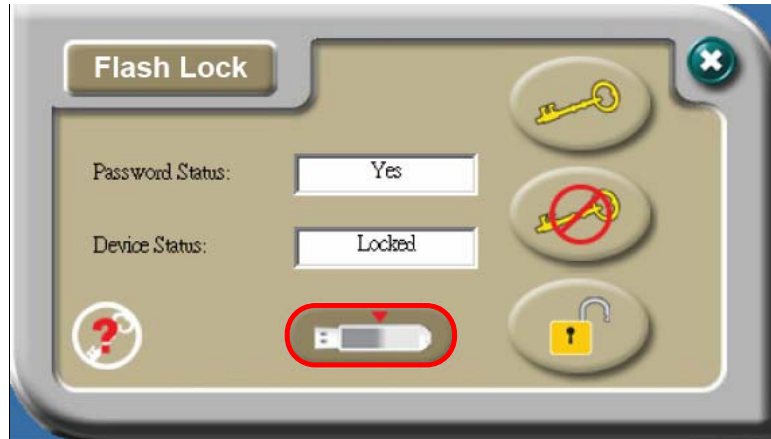 Flash Lock
Password Status:
Yes
Device Status:
Locked
?